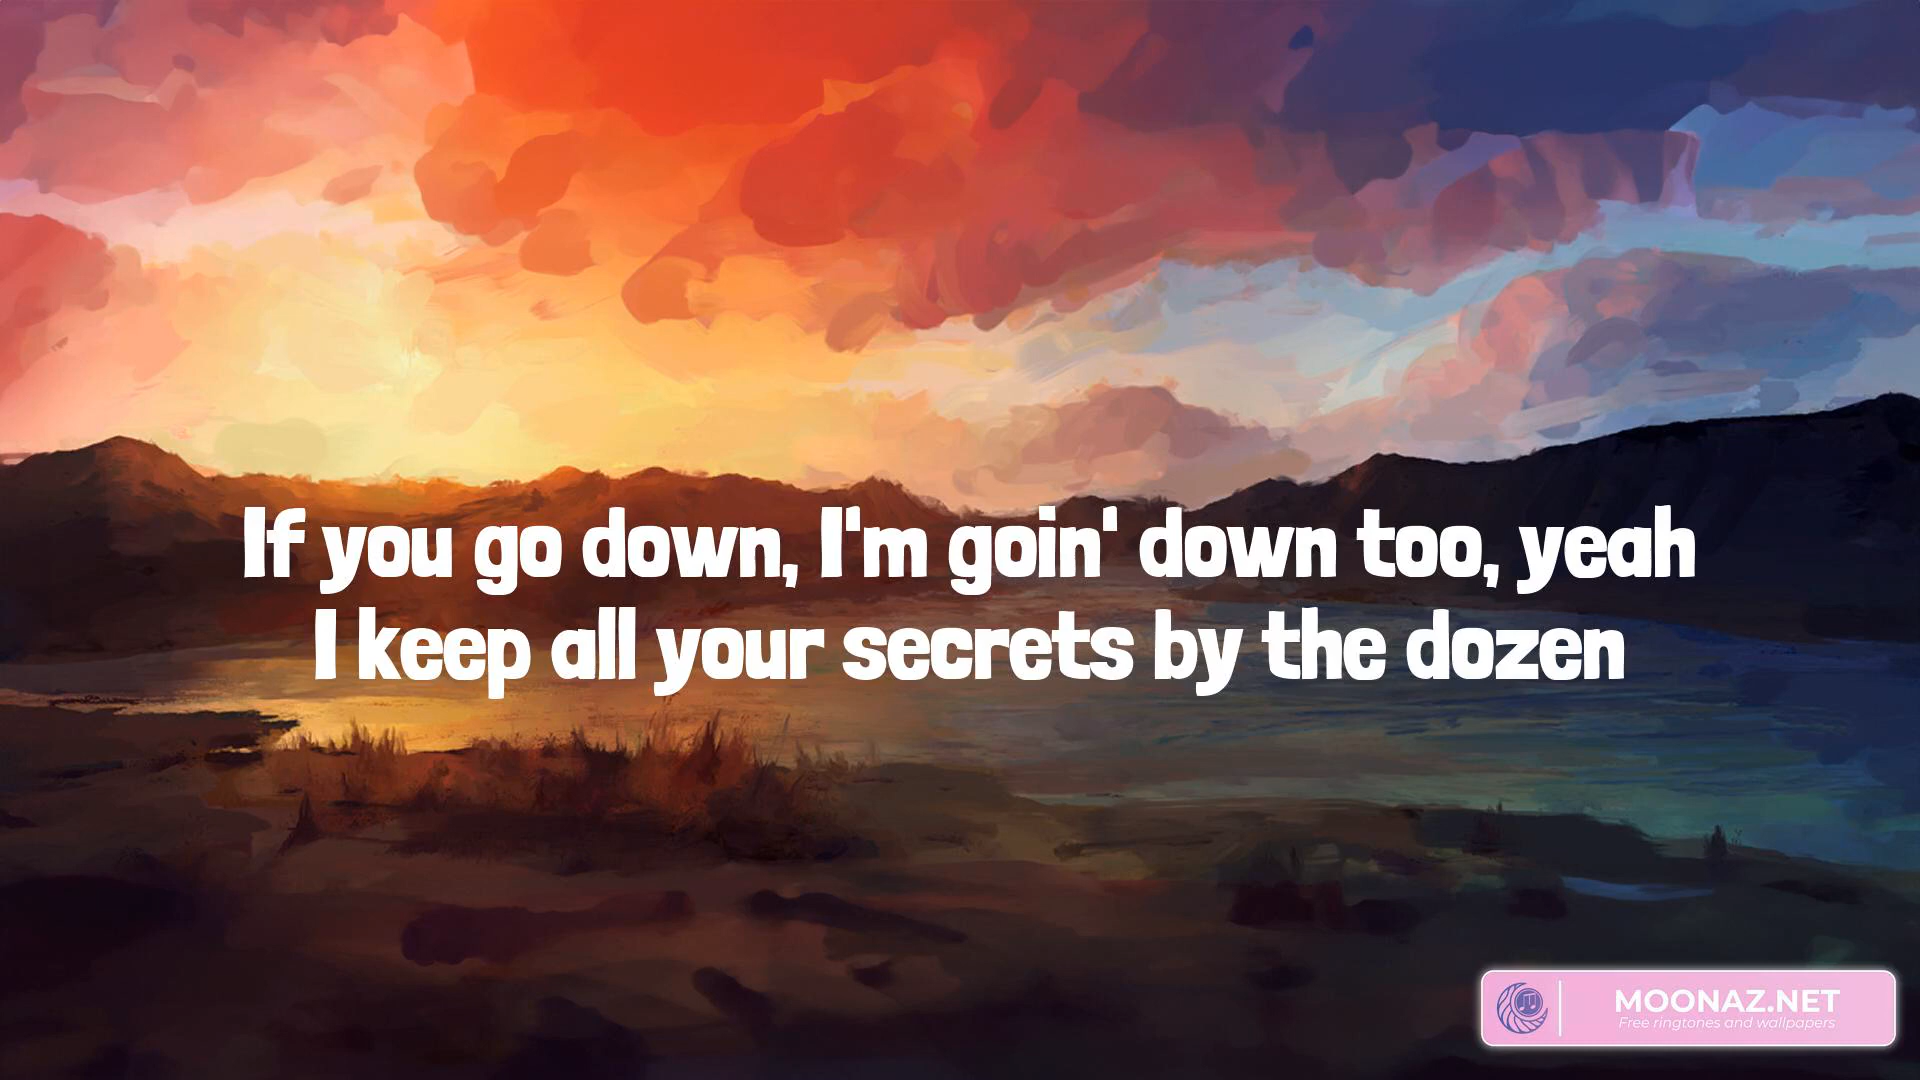 If you go down, I'm goin' down too, yeah
I keep all your secrets by the dozen
MOONAZ.NET
Free ringtones and wallpapers